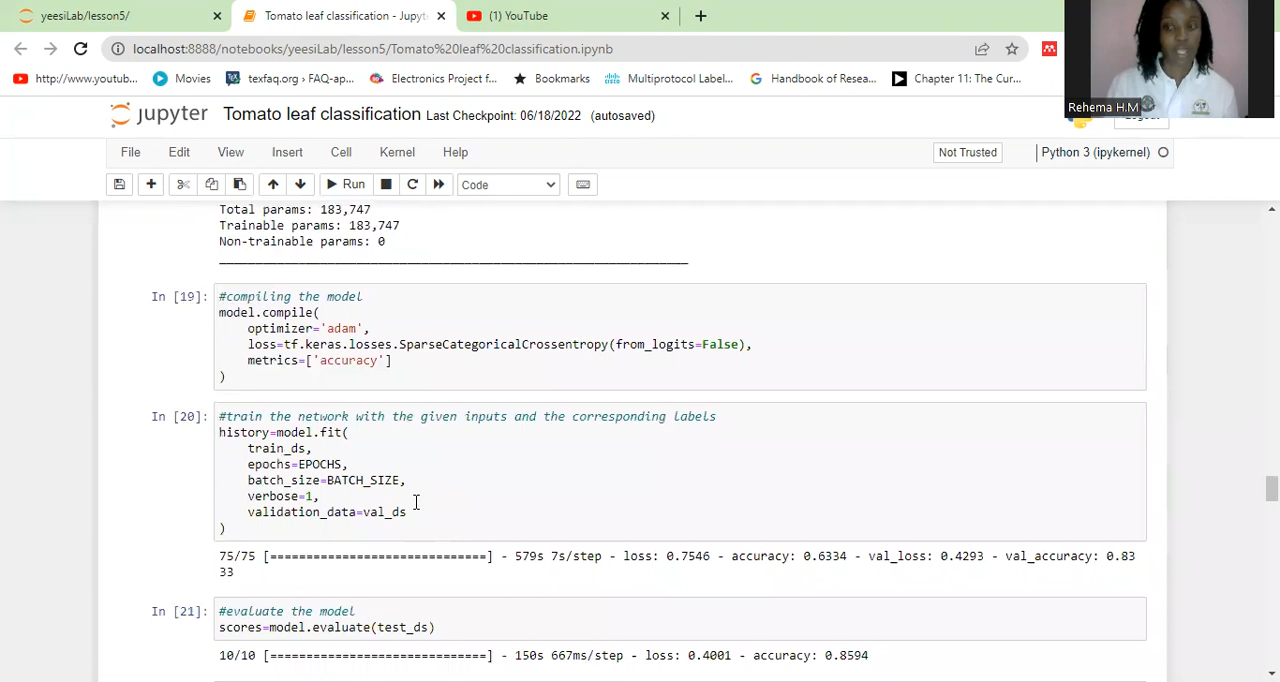 yeesiLab/lesson5/
Tomato leaf classification - Jupyt
(1) YouTube
localhost:8888/notebooks/yeesiLab/lesson5/Tomato%20leaf%20classification.ipynb
http://www.youtub... Movies texfaq.org › FAQ-ap... Electronics Project f... Bookmarks Multiprotocol Label... Handbook of Resea... Chapter 11: The Cur...
Rehema H.M
jupyter Tomato leaf classification Last Checkpoint: 06/18/2022 (autosaved)
File Edit View Insert Cell Kernel Help Not Trusted Python 3 (ipykernel)
Run Code
Total params: 183,747
Trainable params: 183,747
Non-trainable params: 0
In [19]: #compiling the model
model.compile(
optimizer='adam',
loss=tf.keras.losses.SparseCategoricalCrossentropy(from_logits=False),
metrics=['accuracy']
)
In [20]: #train the network with the given inputs and the corresponding labels
history=model.fit(
train_ds,
epochs=EPOCHS,
batch_size=BATCH_SIZE,
verbose=1,
validation_data=val_ds
)
75/75 [==============================] - 579s 7s/step - loss: 0.7546 - accuracy: 0.6334 - val_loss: 0.4293 - val_accuracy: 0.83
33
In [21]: #evaluate the model
scores=model.evaluate(test_ds)
10/10 [==============================] - 150s 667ms/step - loss: 0.4001 - accuracy: 0.8594